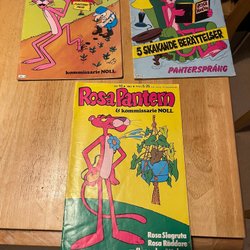 & kommissarie NOLL
5 SKAKANDE BERÄTTELSER
PANTERSPRÅNG
Rosa Pantern
& kommissarie NOLL
Rosa Slagruta
Rosa Räddare